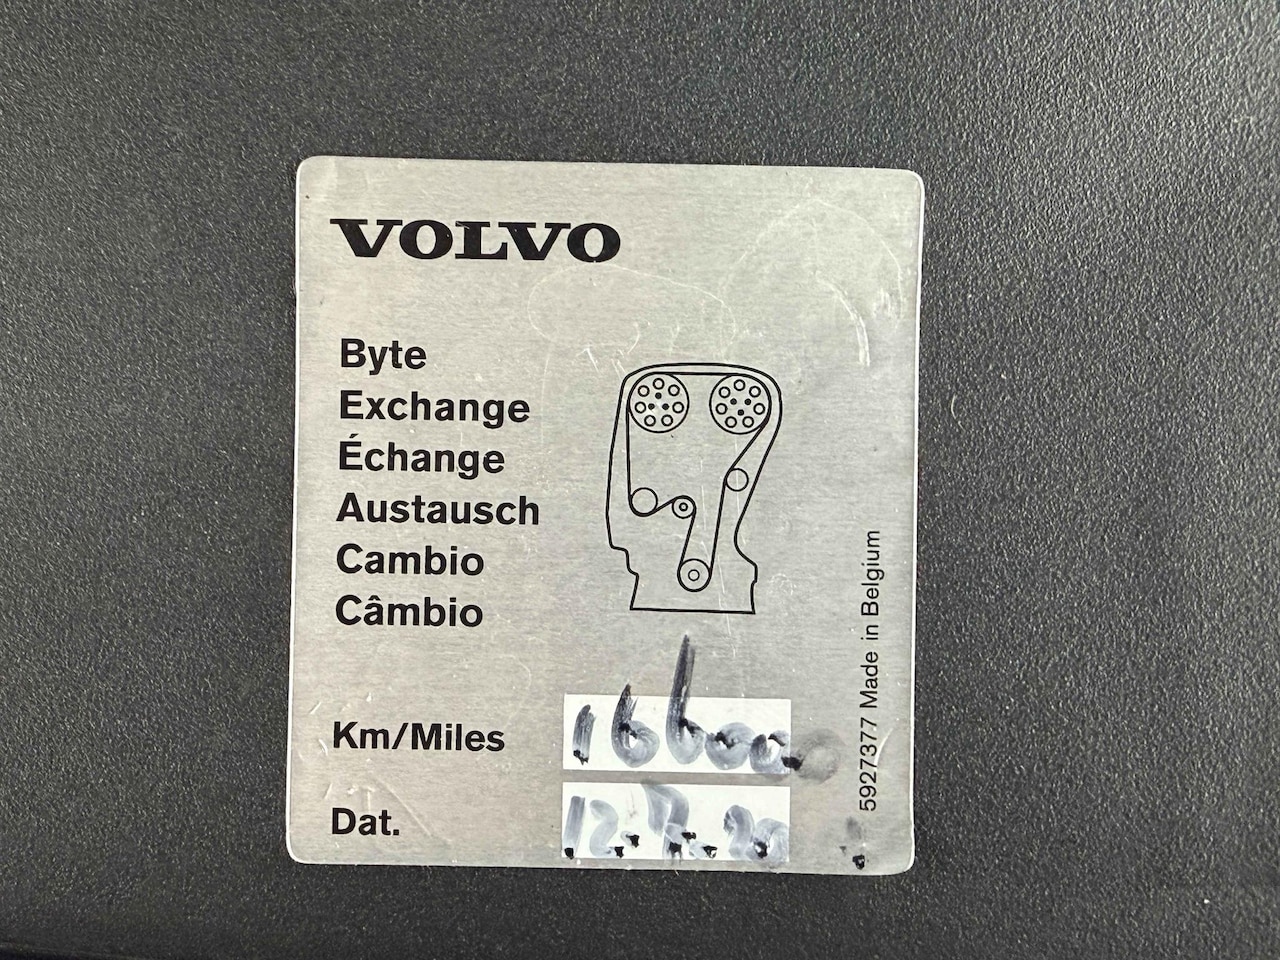 VOLVO
Byte
Exchange
Échange
Austausch
Cambio
Câmbio
Km/Miles 166000
Dat.
5927377 Made in Belgium